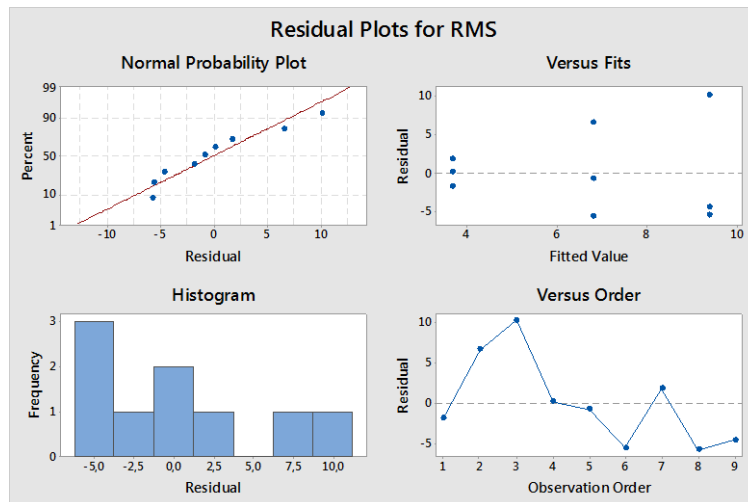 Residual Plots for RMS
Normal Probability Plot
99
90
50
10
1
Percent
-10 -5 0 5 10
Residual
Versus Fits
10
5
0
-5
Residual
4 6 8 10
Fitted Value
Histogram
3
2
1
0
Frequency
-5,0 -2,5 0,0 2,5 5,0 7,5 10,0
Residual
Versus Order
10
5
0
-5
Residual
1 2 3 4 5 6 7 8 9
Observation Order